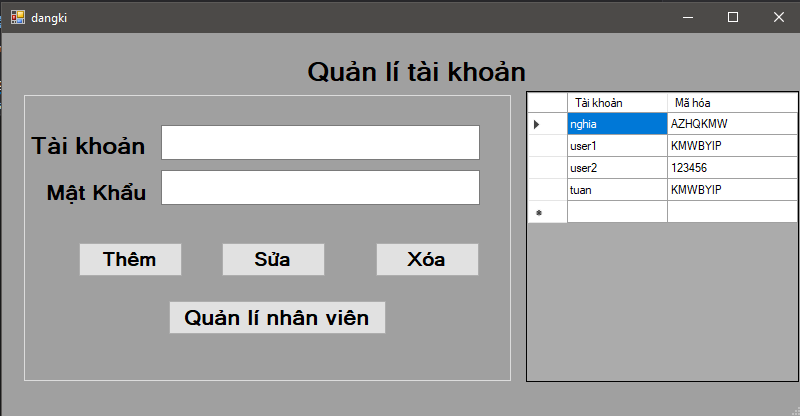 dangki
Quản lí tài khoản
Tài khoản
Mật Khẩu
Thêm Sửa Xóa
Quản lí nhân viên
Tài khoản Mã hóa
nghia AZHQKMW
user1 KMWBYIP
user2 123456
tuan KMWBYIP